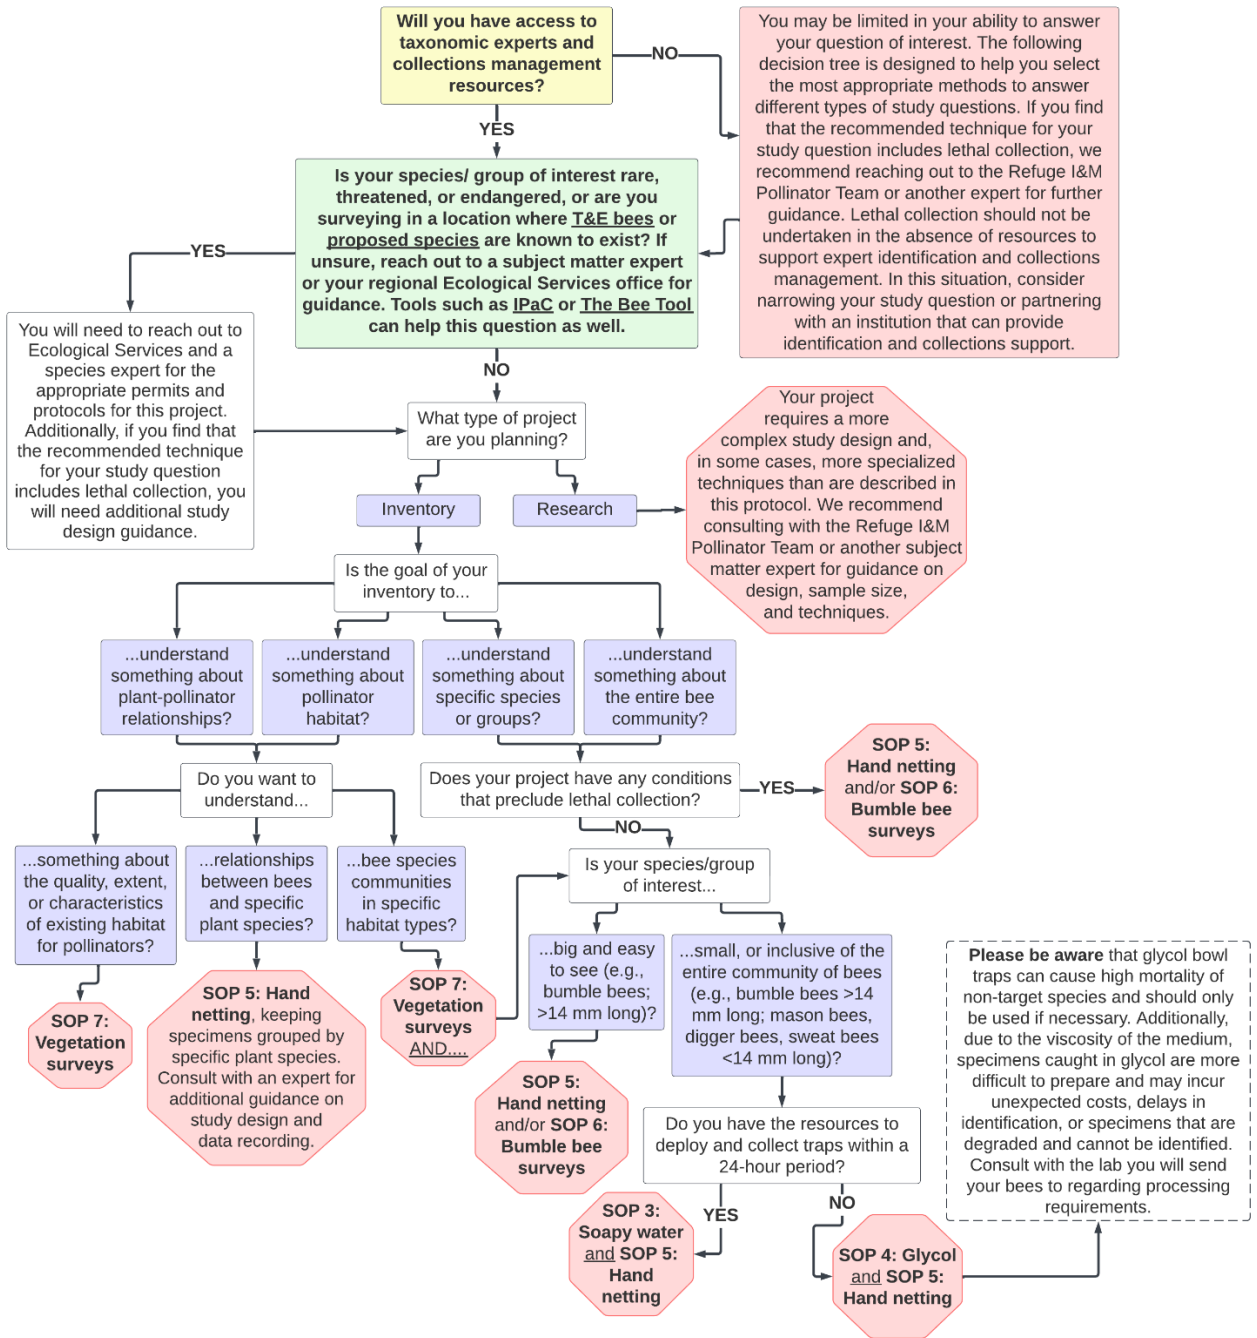 Will you have access to
taxonomic experts and
collections management
resources?
NO
You may be limited in your ability to answer
your question of interest. The following
decision tree is designed to help you select
the most appropriate methods to answer
different types of study questions. If you find
that the recommended technique for your
study question includes lethal collection, we
recommend reaching out to the Refuge I&M
Pollinator Team or another expert for further
guidance. Lethal collection should not be
undertaken in the absence of resources to
support expert identification and collections
management. In this situation, consider
narrowing your study question or partnering
with an institution that can provide
identification and collections support.
YES
Is your species/ group of interest rare,
threatened, or endangered, or are you
surveying in a location where T&E bees or
proposed species are known to exist? If
unsure, reach out to a subject matter expert
or your regional Ecological Services office for
guidance. Tools such as IPaC or The Bee Tool
can help this question as well.
YES
You will need to reach out to
Ecological Services and a
species expert for the
appropriate permits and
protocols for this project.
Additionally, if you find that
the recommended technique
for your study question
includes lethal collection, you
will need additional study
design guidance.
NO
What type of project
are you planning?
Inventory
Research
Your project
requires a more
complex study design and,
in some cases, more specialized
techniques than are described in
this protocol. We recommend
consulting with the Refuge I&M
Pollinator Team or another subject
matter expert for guidance on
design, sample size,
and techniques.
Is the goal of your
inventory to...
...understand
something about
plant-pollinator
relationships?
...understand
something about
pollinator
habitat?
...understand
something about
specific species
or groups?
...understand
something about
the entire bee
community?
Do you want to
understand...
Does your project have any conditions
that preclude lethal collection?
YES
SOP 5:
Hand netting
and/or SOP 6:
Bumble bee
surveys
NO
...something about
the quality, extent,
or characteristics
of existing habitat
for pollinators?
...relationships
between bees
and specific
plant species?
...bee species
communities
in specific
habitat types?
Is your species/group
of interest...
SOP 7:
Vegetation
surveys
SOP 5: Hand
netting, keeping
specimens grouped by
specific plant species.
Consult with an expert for
additional guidance on
study design and
data recording.
SOP 7:
Vegetation
surveys
AND....
...big and easy
to see (e.g.,
bumble bees;
>14 mm long)?
...small, or inclusive of the
entire community of bees
(e.g., bumble bees >14
mm long; mason bees,
digger bees, sweat bees
<14 mm long)?
SOP 5:
Hand netting
and/or SOP 6:
Bumble bee
surveys
Do you have the resources to
deploy and collect traps within a
24-hour period?
YES
NO
SOP 3:
Soapy water
and SOP 5:
Hand
netting
SOP 4: Glycol
and SOP 5:
Hand netting
Please be aware that glycol bowl
traps can cause high mortality of
non-target species and should only
be used if necessary. Additionally,
due to the viscosity of the medium,
specimens caught in glycol are more
difficult to prepare and may incur
unexpected costs, delays in
identification, or specimens that are
degraded and cannot be identified.
Consult with the lab you will send
your bees to regarding processing
requirements.